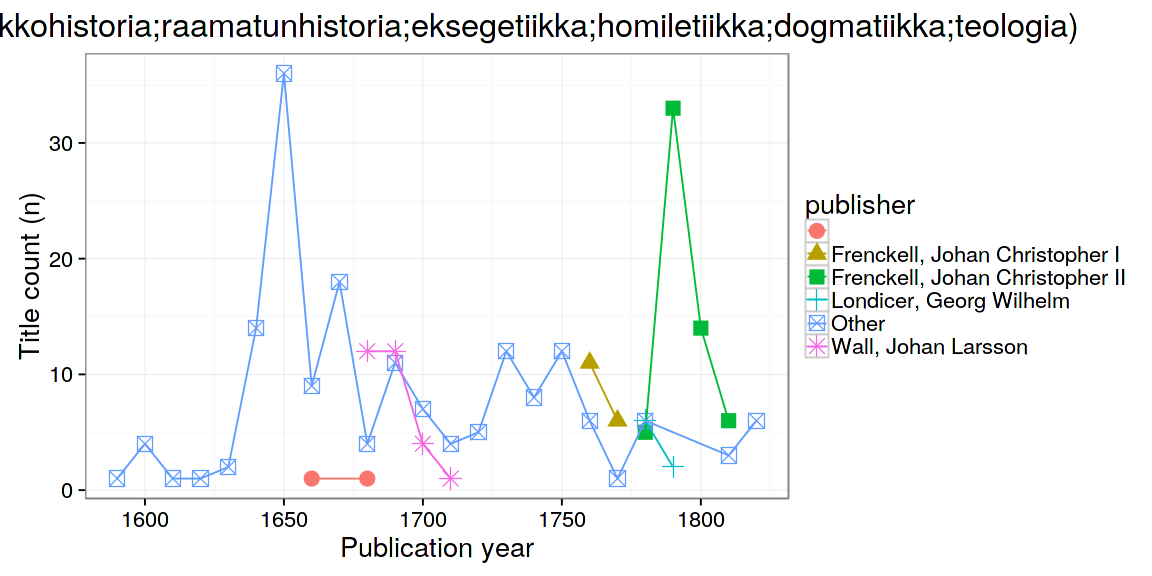 kkohistoria;raamatunhistoria;eksegetiikka;homiletiikka;dogmatiikka;teologia)
Title count (n)
30
20
10
0
1600 1650 1700 1750 1800
Publication year
publisher
Frenckell, Johan Christopher I
Frenckell, Johan Christopher II
Londicer, Georg Wilhelm
Other
Wall, Johan Larsson